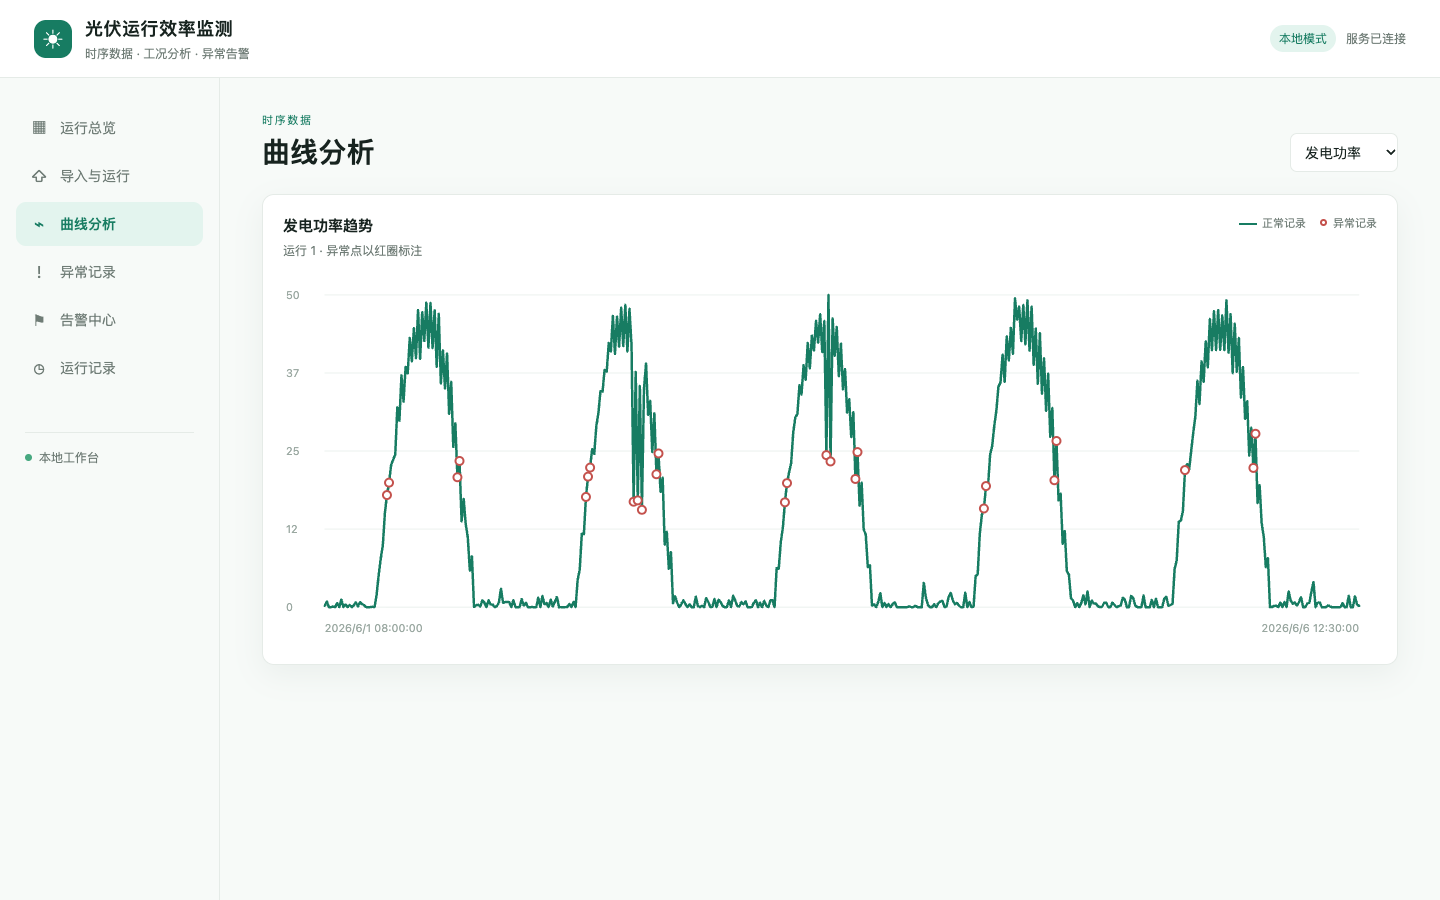 光伏运行效率监测
时序数据 · 工况分析 · 异常告警
本地模式
服务已连接
运行总览
导入与运行
曲线分析
异常记录
告警中心
运行记录
本地工作台
时序数据
曲线分析
发电功率
发电功率趋势
运行 1 · 异常点以红圈标注
正常记录
异常记录
50
37
25
12
0
2026/6/1 08:00:00
2026/6/6 12:30:00